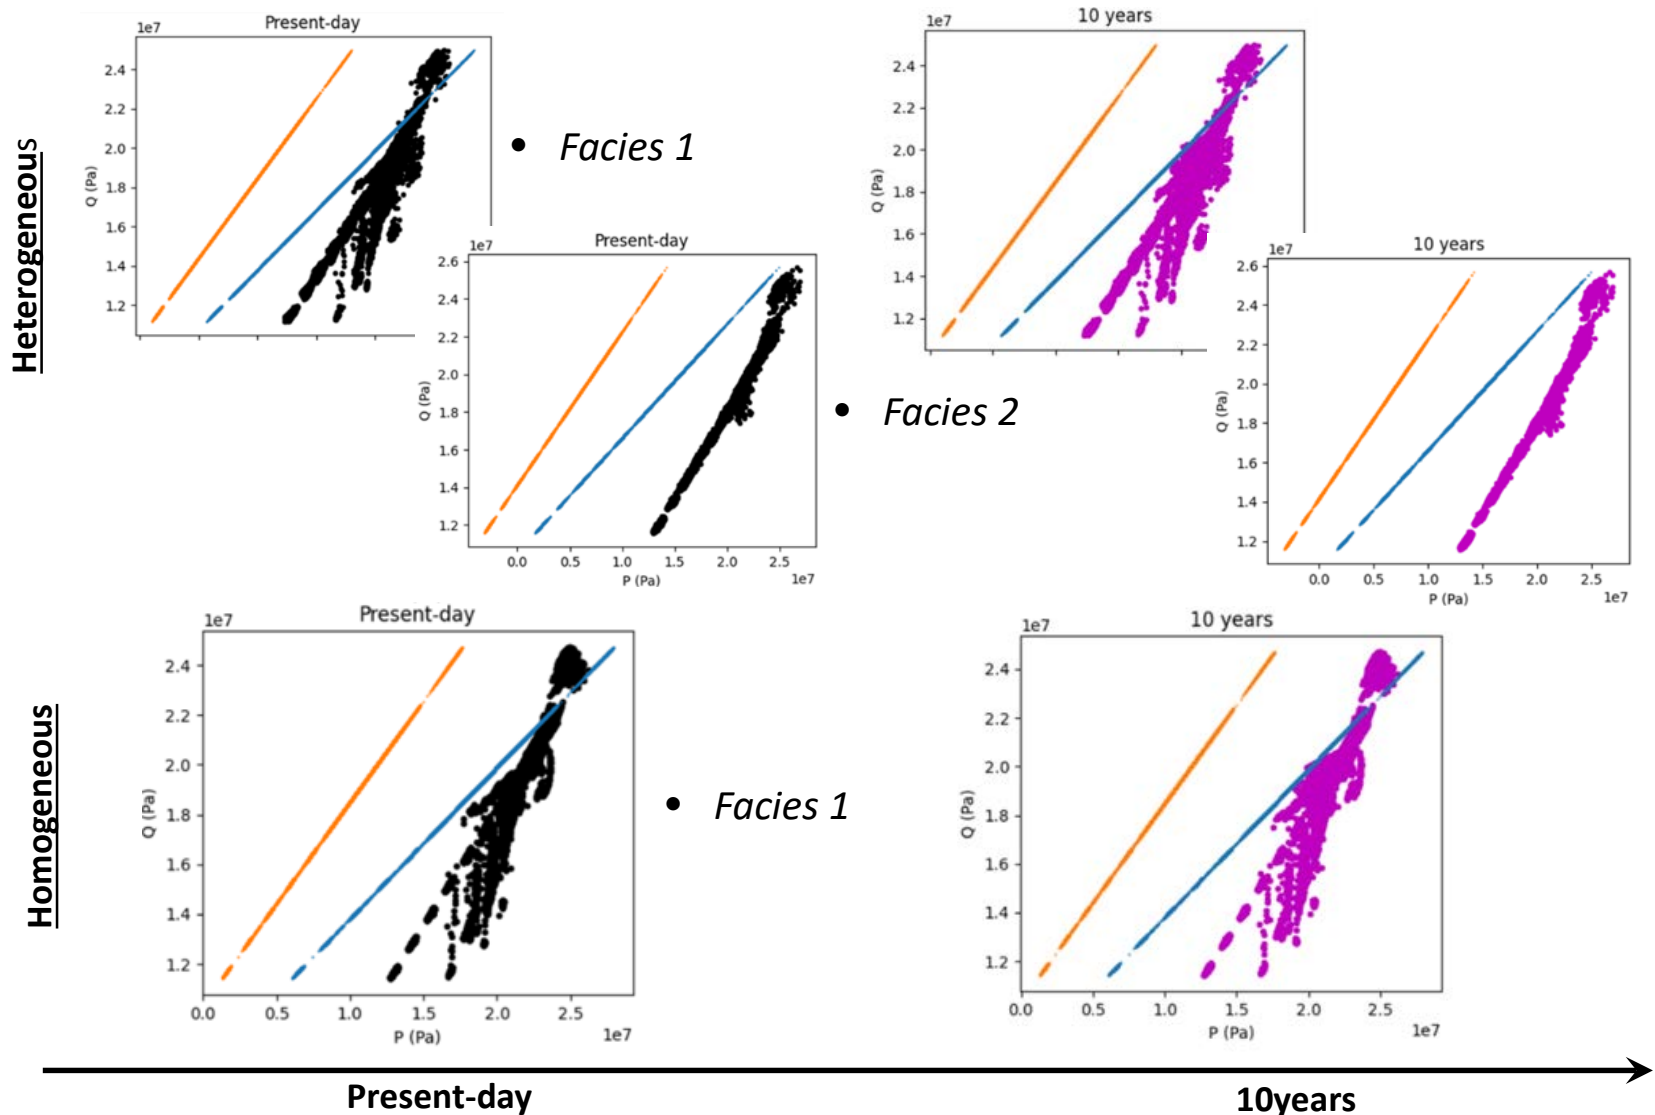 Heterogeneous
Present-day
1e7
Q (Pa)
2.4
2.2
2.0
1.8
1.6
1.4
1.2
• Facies 1
10 years
1e7
Q (Pa)
2.4
2.2
2.0
1.8
1.6
1.4
1.2
Present-day
1e7
Q (Pa)
2.6
2.4
2.2
2.0
1.8
1.6
1.4
1.2
0.0 0.5 1.0 1.5 2.0 2.5
P (Pa)
1e7
• Facies 2
10 years
1e7
Q (Pa)
2.6
2.4
2.2
2.0
1.8
1.6
1.4
1.2
0.0 0.5 1.0 1.5 2.0 2.5
P (Pa)
1e7
Homogeneous
Present-day
1e7
Q (Pa)
2.4
2.2
2.0
1.8
1.6
1.4
1.2
0.0 0.5 1.0 1.5 2.0 2.5
P (Pa)
1e7
• Facies 1
10 years
1e7
Q (Pa)
2.4
2.2
2.0
1.8
1.6
1.4
1.2
0.0 0.5 1.0 1.5 2.0 2.5
P (Pa)
1e7
Present-day
10years